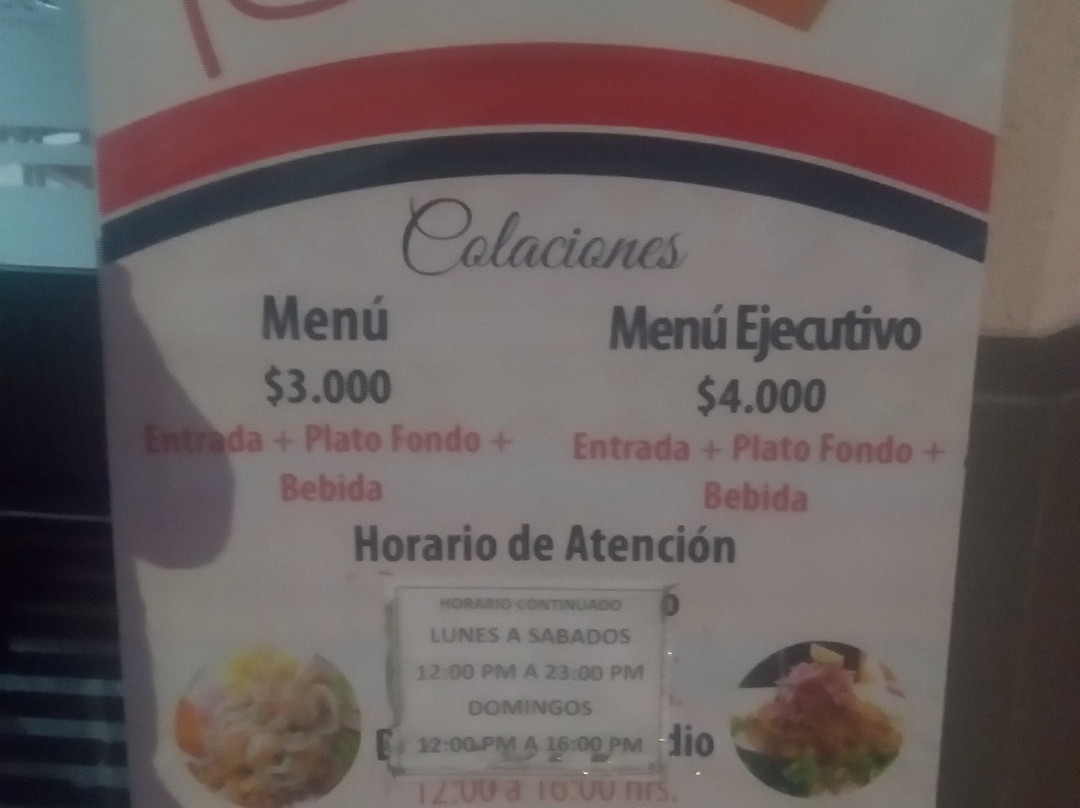 Colaciones
Menú
$3.000
Entrada + Plato Fondo +
Bebida
Menú Ejecutivo
$4.000
Entrada + Plato Fondo +
Bebida
Horario de Atención
HORARIO CONTINUADO
LUNES A SABADOS
12:00 PM A 23:00 PM
DOMINGOS
12:00 PM A 16:00 PM
12:00 a 16:00 hrs.